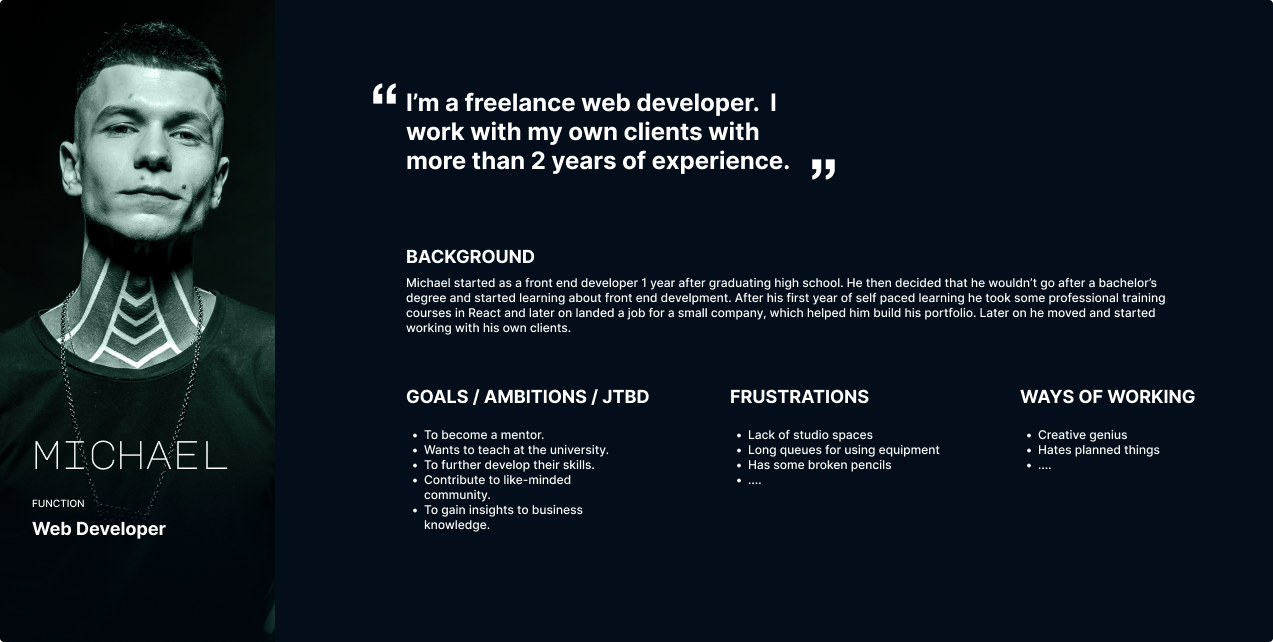 “ I’m a freelance web developer.  I
work with my own clients with
more than 2 years of experience. ”
BACKGROUND
Michael started as a front end developer 1 year after graduating high school. He then decided that he wouldn’t go after a bachelor’s
degree and started learning about front end develpment. After his first year of self paced learning he took some professional training
courses in React and later on landed a job for a small company, which helped him build his portfolio. Later on he moved and started
working with his own clients.
GOALS / AMBITIONS / JTBD
• To become a mentor.
• Wants to teach at the university.
• To further develop their skills.
• Contribute to like-minded
community.
• To gain insights to business
knowledge.
FRUSTRATIONS
• Lack of studio spaces
• Long queues for using equipment
• Has some broken pencils
• ....
WAYS OF WORKING
• Creative genius
• Hates planned things
• ....
MICHAEL
FUNCTION
Web Developer